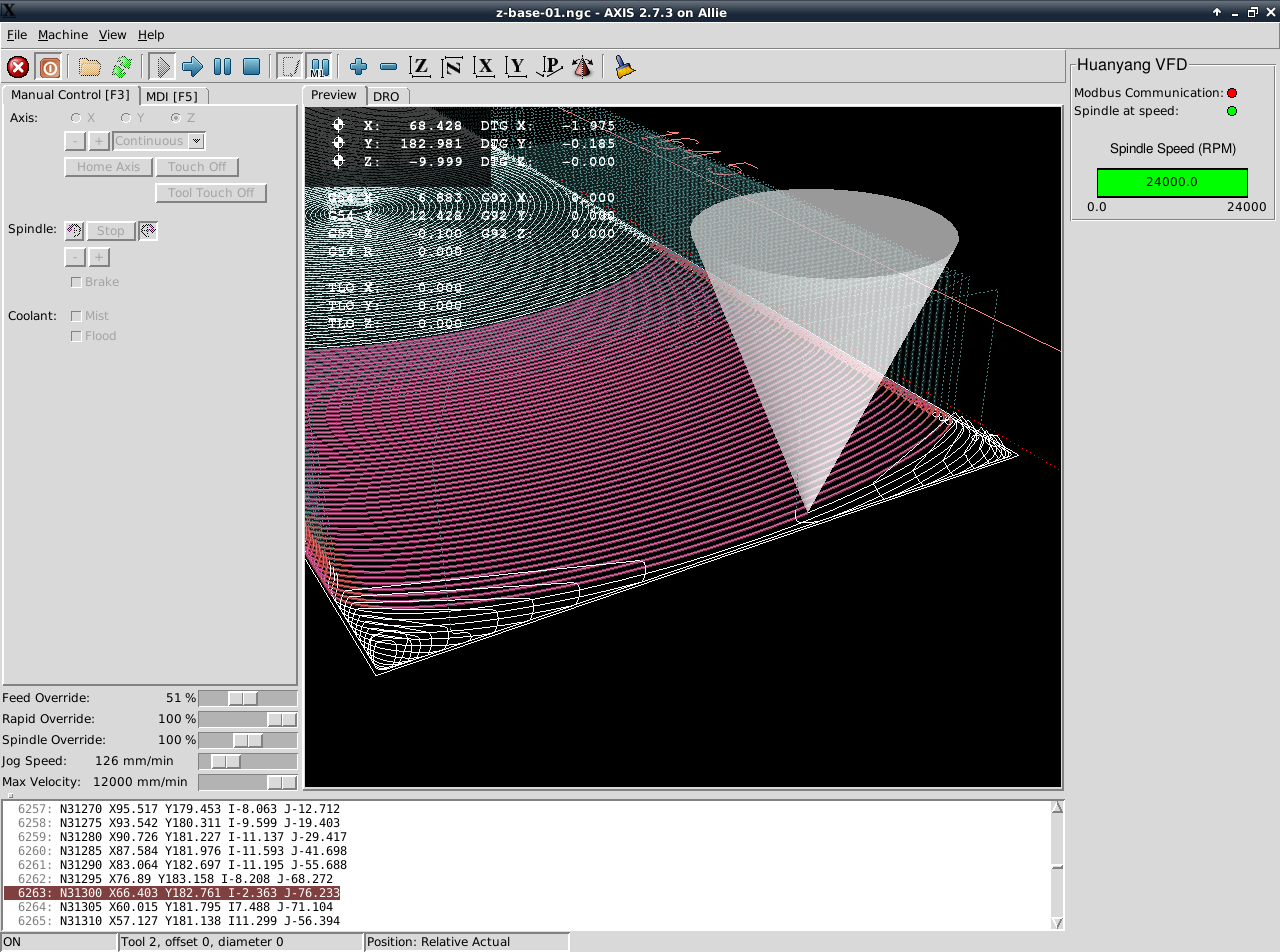 z-base-01.ngc - AXIS 2.7.3 on Allie
File Machine View Help
Manual Control [F3] MDI [F5]
Axis: X Y Z
- + Continuous
Home Axis Touch Off
Tool Touch Off
Spindle: Stop
- +
Brake
Coolant: Mist
Flood
Feed Override: 51 %
Rapid Override: 100 %
Spindle Override: 100 %
Jog Speed: 126 mm/min
Max Velocity: 12000 mm/min
Z N X Y P
M1
Preview DRO
X: 68.428 DTG X: -1.975
Y: 182.981 DTG Y: -0.185
Z: -9.999 DTG Z: -0.000
G54 X: 6.883 G92 X: 0.000
G54 Y: 12.428 G92 Y: 0.000
G54 Z: -0.100 G92 Z: 0.000
G54 R: 0.000
TLO X: 0.000
TLO Y: 0.000
TLO Z: 0.000
Huanyang VFD
Modbus Communication:
Spindle at speed:
Spindle Speed (RPM)
24000.0
0.0 24000
6257: N31270 X95.517 Y179.453 I-8.063 J-12.712
6258: N31275 X93.542 Y180.311 I-9.599 J-19.403
6259: N31280 X90.726 Y181.227 I-11.137 J-29.417
6260: N31285 X87.584 Y181.976 I-11.593 J-41.698
6261: N31290 X83.064 Y182.697 I-11.195 J-55.688
6262: N31295 X76.89 Y183.158 I-8.208 J-68.272
6263: N31300 X66.403 Y182.761 I-2.363 J-76.233
6264: N31305 X60.015 Y181.795 I7.488 J-71.104
6265: N31310 X57.127 Y181.138 I11.299 J-56.394
ON Tool 2, offset 0, diameter 0 Position: Relative Actual